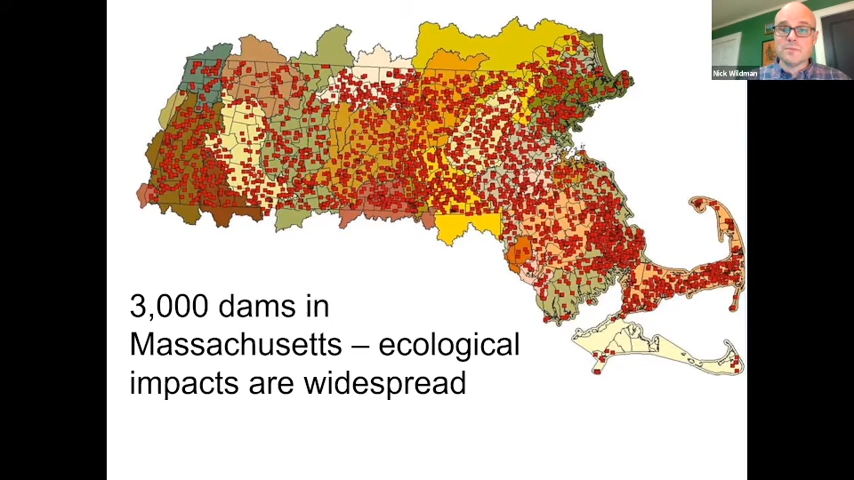 Nick Wildman
3,000 dams in
Massachusetts – ecological
impacts are widespread